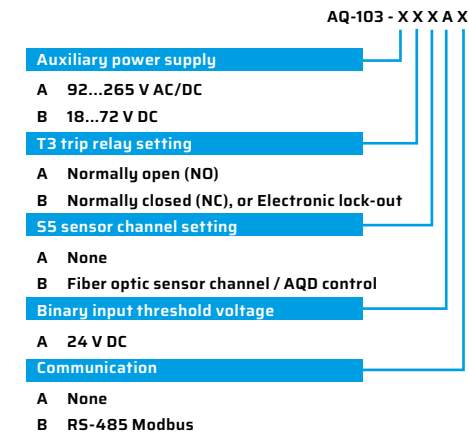 AQ-103 - X X X A X
Auxiliary power supply
A 92...265 V AC/DC
B 18...72 V DC
T3 trip relay setting
A Normally open (NO)
B Normally closed (NC), or Electronic lock-out
S5 sensor channel setting
A None
B Fiber optic sensor channel / AQD control
Binary input threshold voltage
A 24 V DC
Communication
A None
B RS-485 Modbus